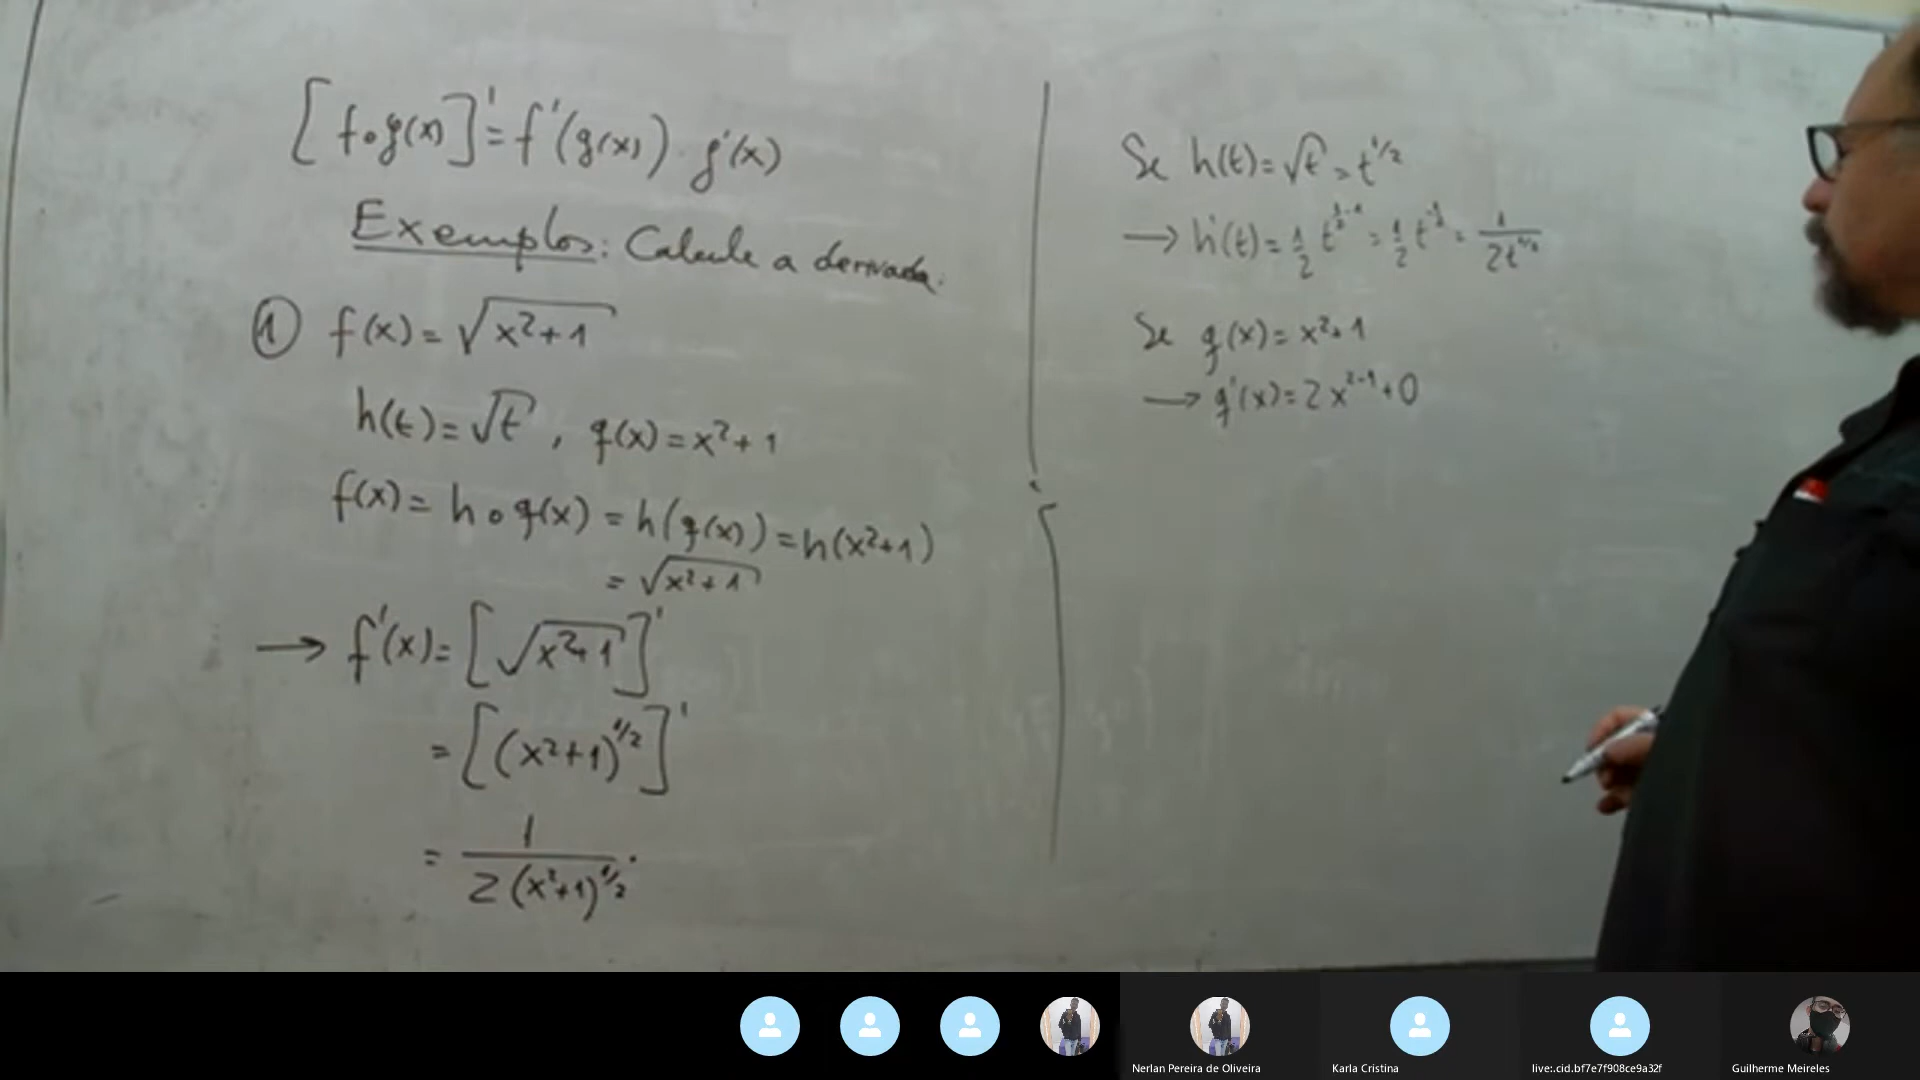 [f∘g(x)]' = f'(g(x)) · g'(x)
Exemplos: Calcule a derivada.
① f(x) = √(x²+1)
h(t) = √t , g(x) = x² + 1
f(x) = h∘g(x) = h(g(x)) = h(x²+1)
= √(x²+1)
→ f'(x) = [√(x²+1)]'
= [(x²+1)^1/2]'
= 1/(2(x²+1)^1/2) ·
Se h(t) = √t = t^1/2
→ h'(t) = 1/2 t^(1/2-1) = 1/2 t^-1/2 = 1/(2t^1/2)
Se g(x) = x²+1
→ g'(x) = 2x^(2-1) + 0
Nerlan Pereira de Oliveira
Karla Cristina
live:.cid.bf7e7f908ce9a32f
Guilherme Meireles